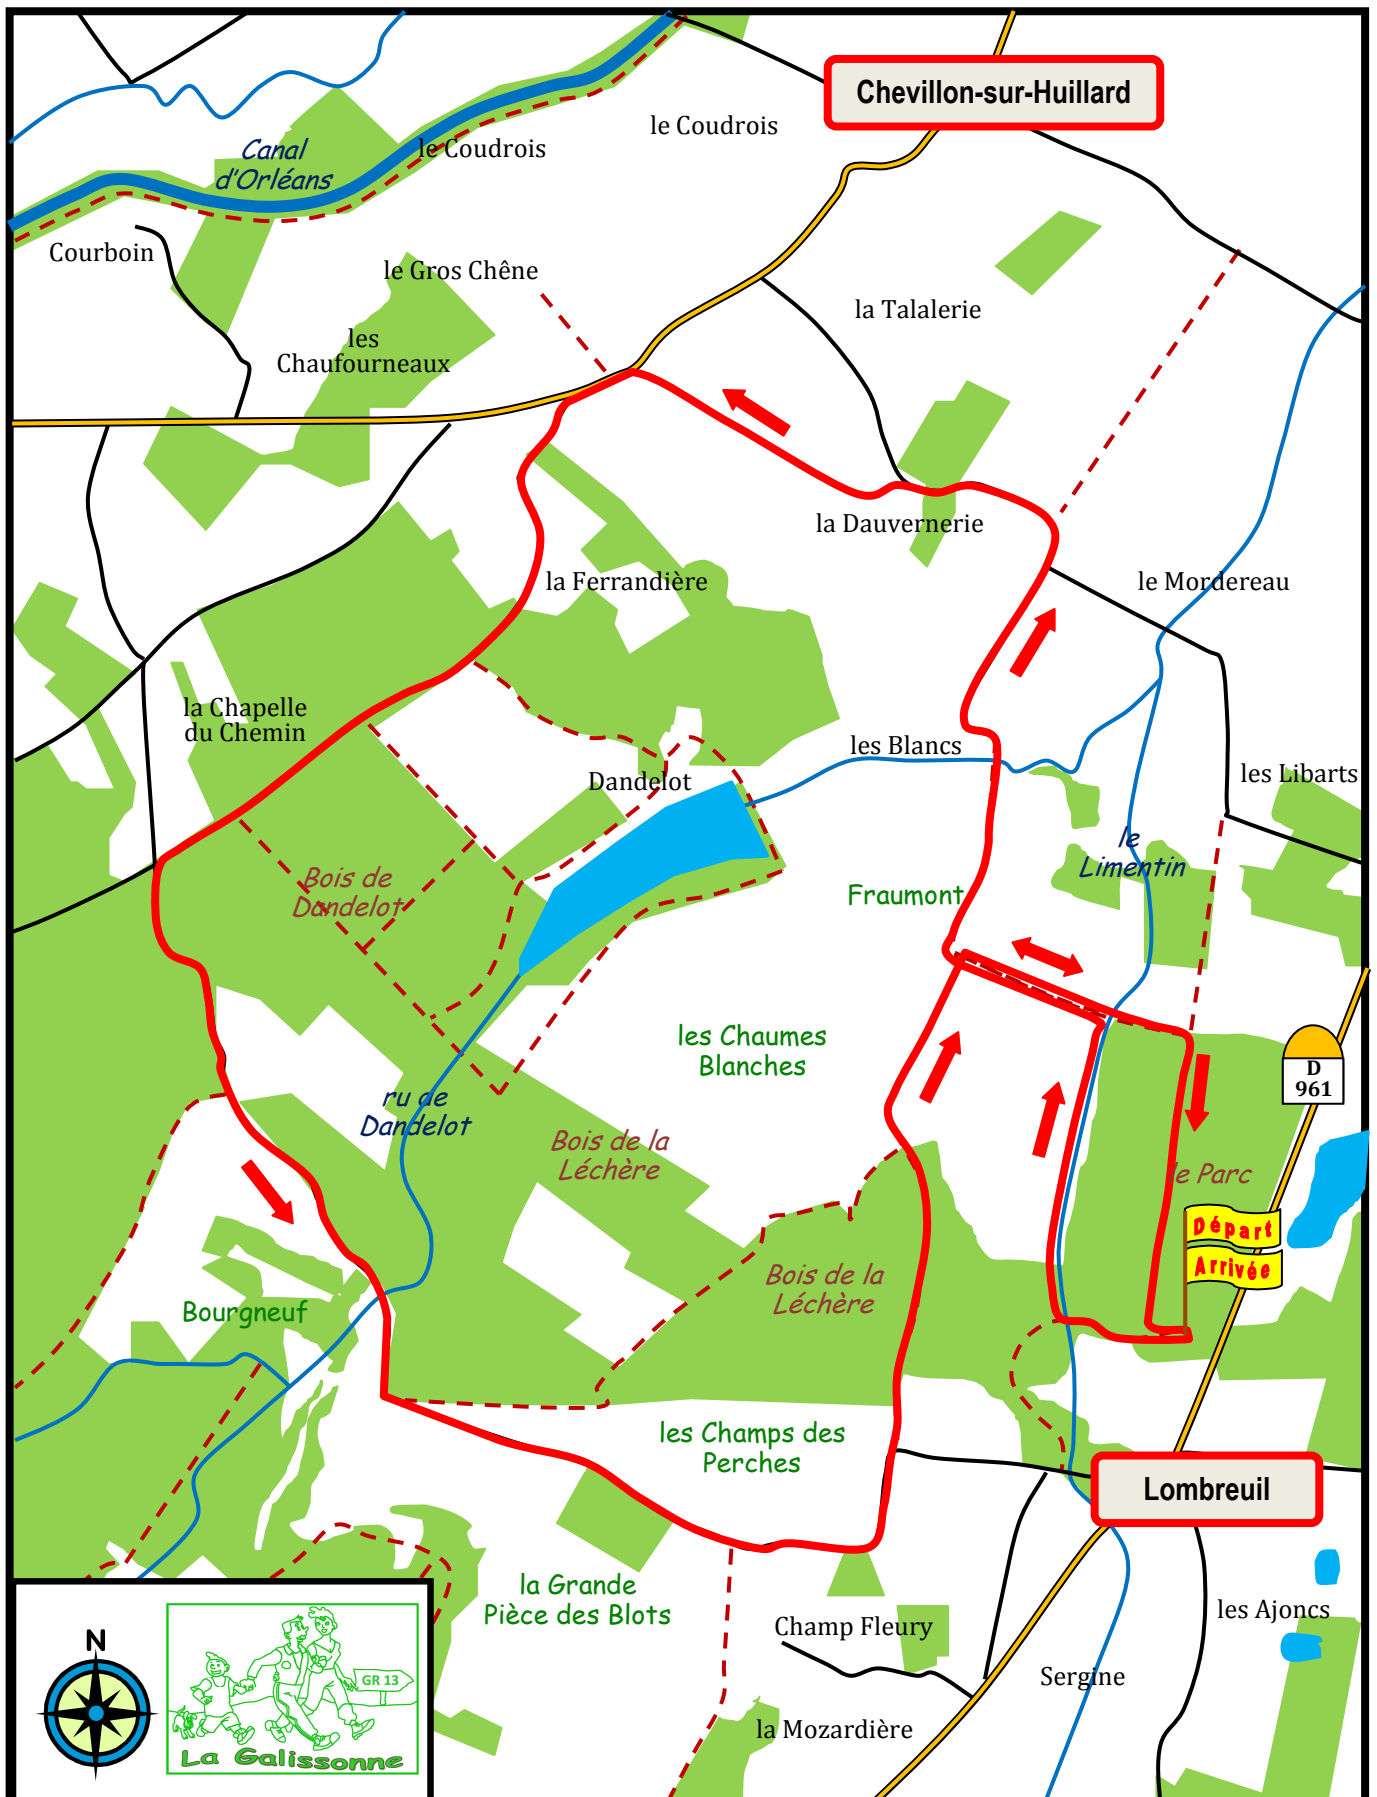 Chevillon-sur-Huillard
le Coudrois
le Coudrois
Canal
d'Orléans
Courboin
le Gros Chêne
la Talalerie
les
Chaufourneaux
la Dauvernerie
la Ferrandière
le Mordereau
la Chapelle
du Chemin
les Blancs
Dandelot
les Libarts
le
Limentin
Bois de
Dandelot
Fraumont
les Chaumes
Blanches
D
961
ru de
Dandelot
Bois de la
Léchère
le Parc
Départ
Arrivée
Bois de la
Léchère
Bourgneuf
les Champs des
Perches
Lombreuil
la Grande
Pièce des Blots
les Ajoncs
Champ Fleury
Sergine
la Mozardière
N
GR 13
La Galissonne